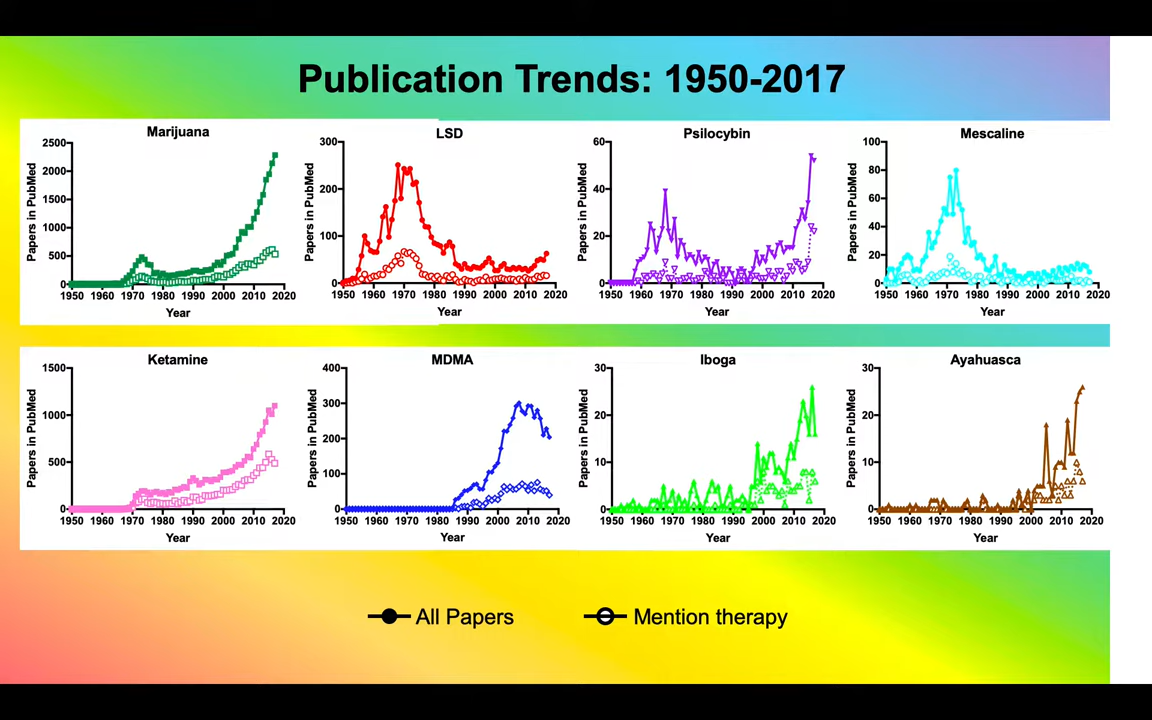 Publication Trends: 1950-2017
Marijuana
Papers in PubMed
2500
2000
1500
1000
500
0
1950 1960 1970 1980 1990 2000 2010 2020
Year
LSD
Papers in PubMed
300
200
100
0
1950 1960 1970 1980 1990 2000 2010 2020
Year
Psilocybin
Papers in PubMed
60
40
20
0
1950 1960 1970 1980 1990 2000 2010 2020
Year
Mescaline
Papers in PubMed
100
80
60
40
20
0
1950 1960 1970 1980 1990 2000 2010 2020
Year
Ketamine
Papers in PubMed
1500
1000
500
0
1950 1960 1970 1980 1990 2000 2010 2020
Year
MDMA
Papers in PubMed
400
300
200
100
0
1950 1960 1970 1980 1990 2000 2010 2020
Year
Iboga
Papers in PubMed
30
20
10
0
1950 1960 1970 1980 1990 2000 2010 2020
Year
Ayahuasca
Papers in PubMed
30
20
10
0
1950 1960 1970 1980 1990 2000 2010 2020
Year
All Papers
Mention therapy